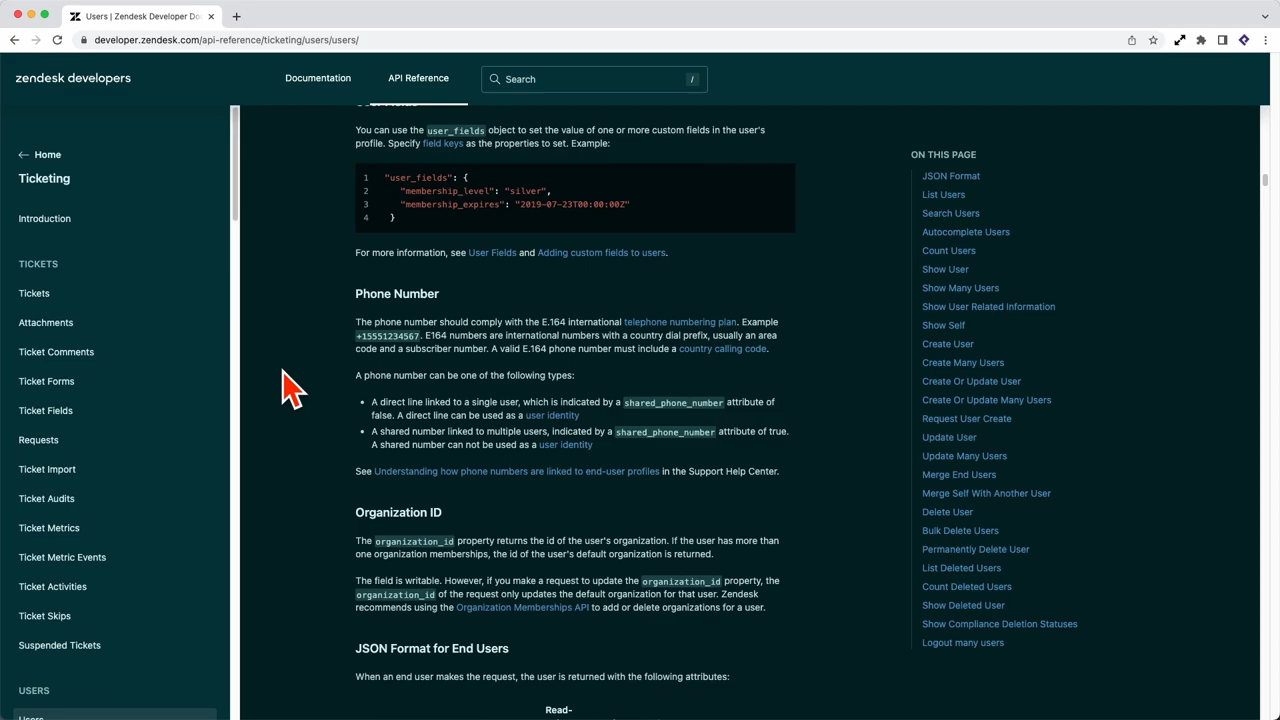 Users | Zendesk Developer Do
developer.zendesk.com/api-reference/ticketing/users/users/
zendesk developers
Documentation
API Reference
Search
/
Home
Ticketing
Introduction
TICKETS
Tickets
Attachments
Ticket Comments
Ticket Forms
Ticket Fields
Requests
Ticket Import
Ticket Audits
Ticket Metrics
Ticket Metric Events
Ticket Activities
Ticket Skips
Suspended Tickets
USERS
Users
You can use the user_fields object to set the value of one or more custom fields in the user's
profile. Specify field keys as the properties to set. Example:
1 "user_fields": {
2 "membership_level": "silver",
3 "membership_expires": "2019-07-23T00:00:00Z"
4 }
For more information, see User Fields and Adding custom fields to users.
Phone Number
The phone number should comply with the E.164 international telephone numbering plan. Example
+15551234567. E164 numbers are international numbers with a country dial prefix, usually an area
code and a subscriber number. A valid E.164 phone number must include a country calling code.
A phone number can be one of the following types:
• A direct line linked to a single user, which is indicated by a shared_phone_number attribute of
false. A direct line can be used as a user identity
• A shared number linked to multiple users, indicated by a shared_phone_number attribute of true.
A shared number can not be used as a user identity
See Understanding how phone numbers are linked to end-user profiles in the Support Help Center.
Organization ID
The organization_id property returns the id of the user's organization. If the user has more than
one organization memberships, the id of the user's default organization is returned.
The field is writable. However, if you make a request to update the organization_id property, the
organization_id of the request only updates the default organization for that user. Zendesk
recommends using the Organization Memberships API to add or delete organizations for a user.
JSON Format for End Users
When an end user makes the request, the user is returned with the following attributes:
Read-
ON THIS PAGE
JSON Format
List Users
Search Users
Autocomplete Users
Count Users
Show User
Show Many Users
Show User Related Information
Show Self
Create User
Create Many Users
Create Or Update User
Create Or Update Many Users
Request User Create
Update User
Update Many Users
Merge End Users
Merge Self With Another User
Delete User
Bulk Delete Users
Permanently Delete User
List Deleted Users
Count Deleted Users
Show Deleted User
Show Compliance Deletion Statuses
Logout many users